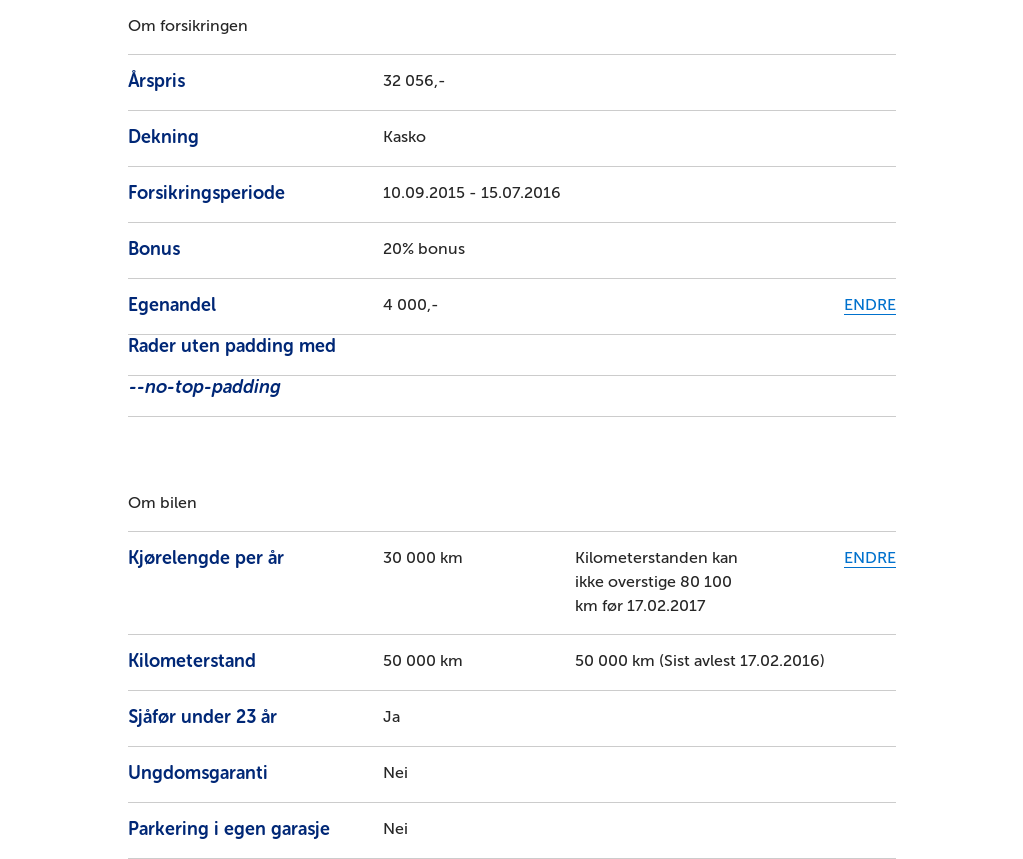 Om forsikringen
Årspris 32 056,-
Dekning Kasko
Forsikringsperiode 10.09.2015 - 15.07.2016
Bonus 20% bonus
Egenandel 4 000,- ENDRE
Rader uten padding med
--no-top-padding
Om bilen
Kjørelengde per år 30 000 km Kilometerstanden kan ENDRE
ikke overstige 80 100
km før 17.02.2017
Kilometerstand 50 000 km 50 000 km (Sist avlest 17.02.2016)
Sjåfør under 23 år Ja
Ungdomsgaranti Nei
Parkering i egen garasje Nei